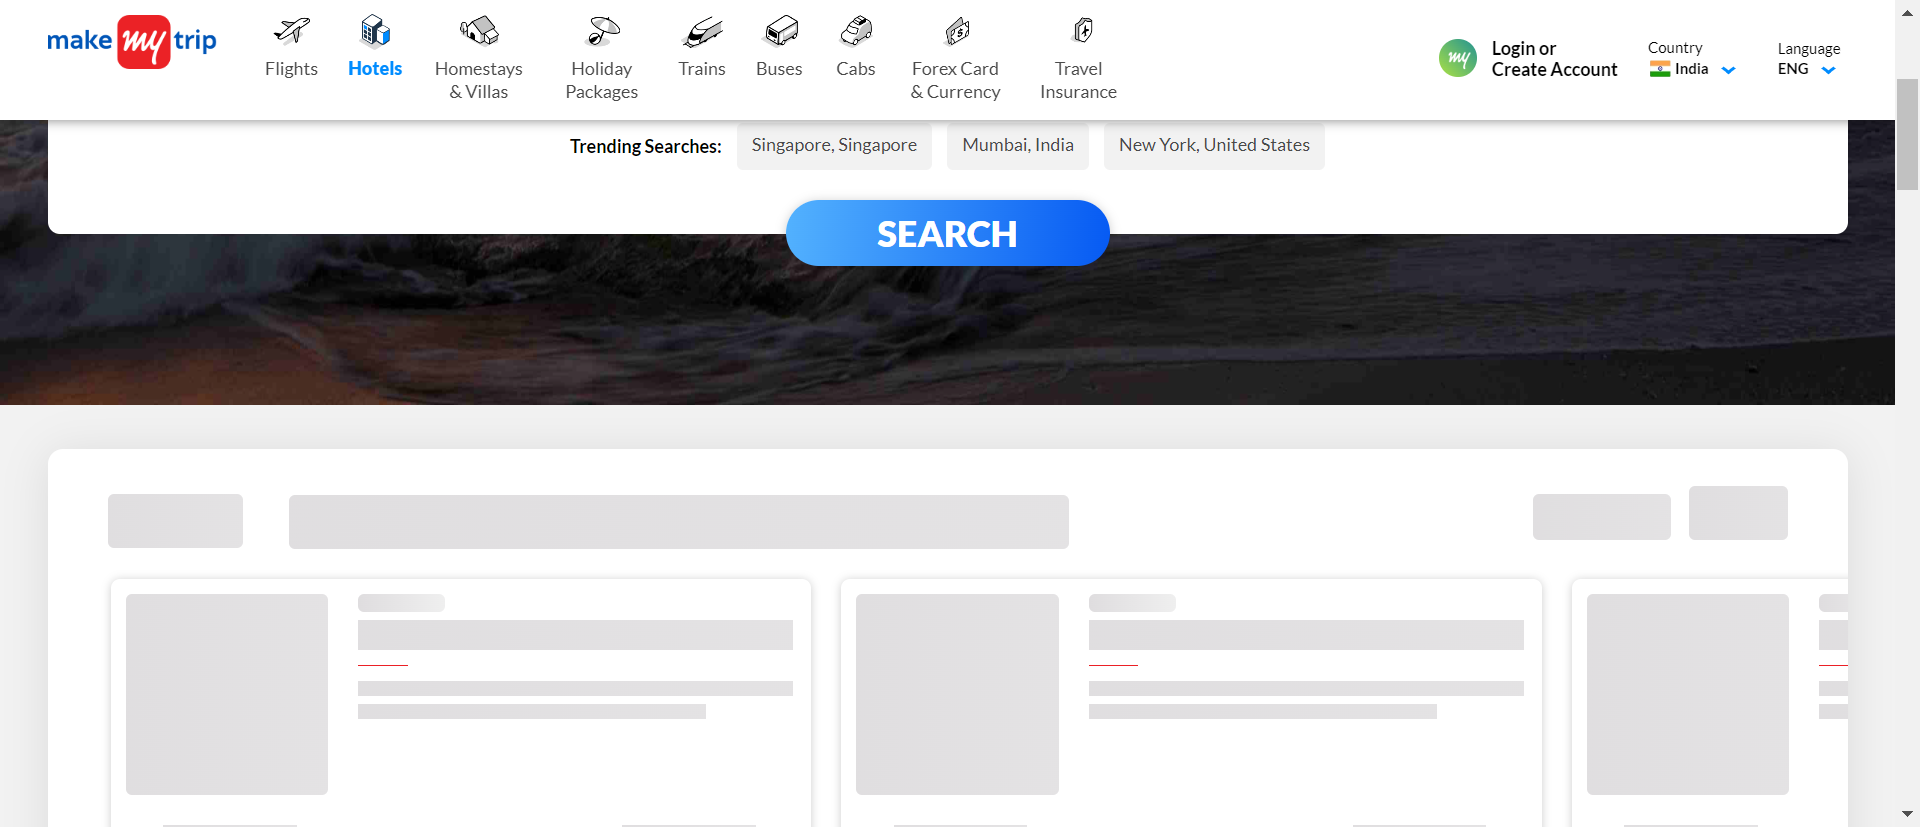 make my trip
Flights
Hotels
Homestays
& Villas
Holiday
Packages
Trains
Buses
Cabs
Forex Card
& Currency
Travel
Insurance
my
Login or
Create Account
Country
India
Language
ENG
Trending Searches:
Singapore, Singapore
Mumbai, India
New York, United States
SEARCH